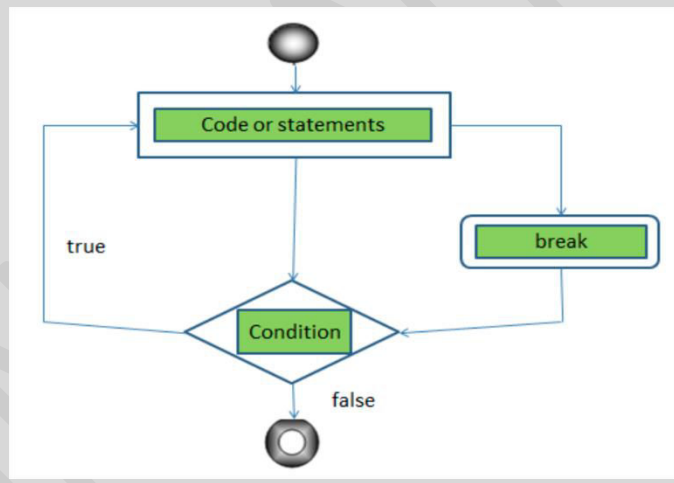 Code or statements
break
true
Condition
false